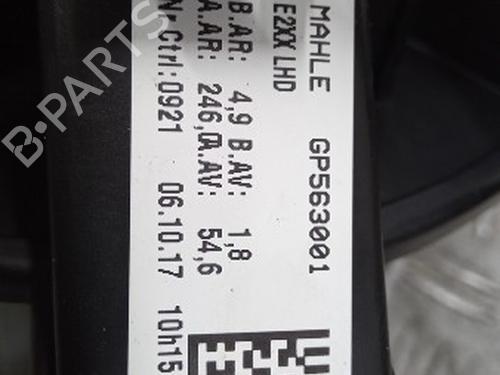 MAHLE GP563001
E2XX LHD
B.AR: 4,9 B.AV: 1,8
A.AR: 246,0 A.AV: 54,6
Nr Ctrl:0921 06.10.17 10h15
B-PARTS